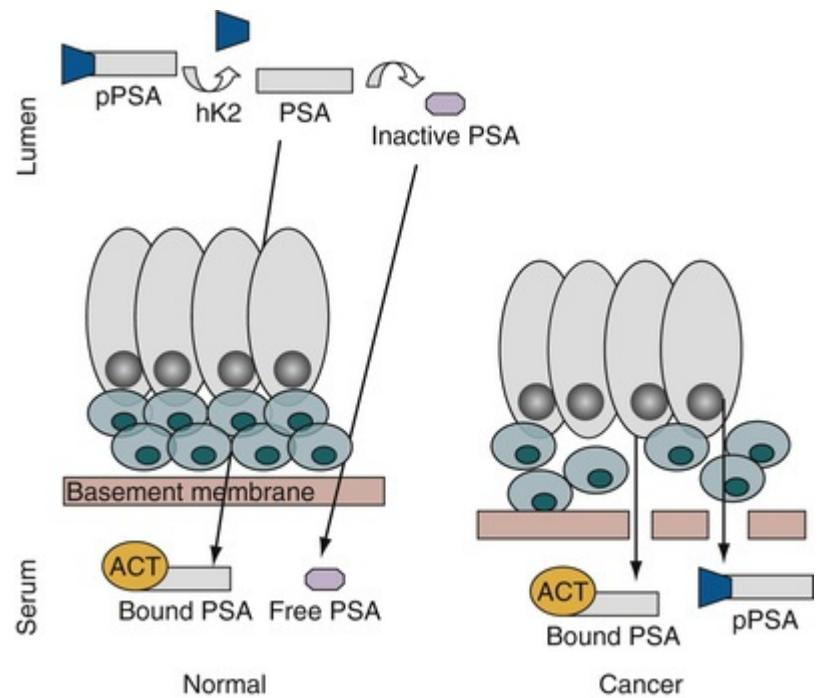 Lumen
pPSA
hK2
PSA
Inactive PSA
Basement membrane
Serum
ACT
Bound PSA
Free PSA
ACT
Bound PSA
pPSA
Normal
Cancer